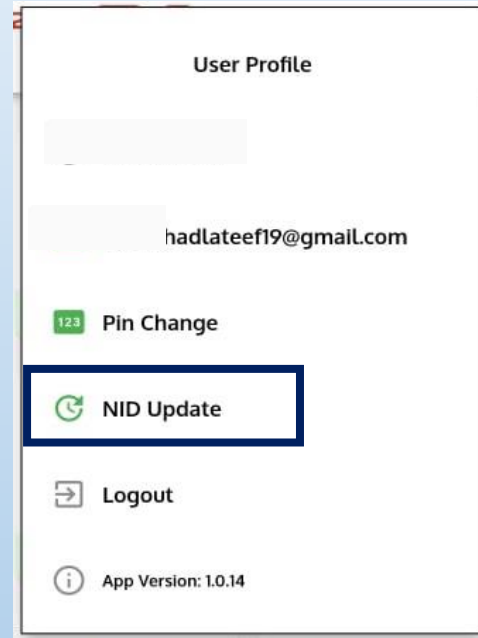 User Profile
hadlateef19@gmail.com
123 Pin Change
NID Update
Logout
App Version: 1.0.14